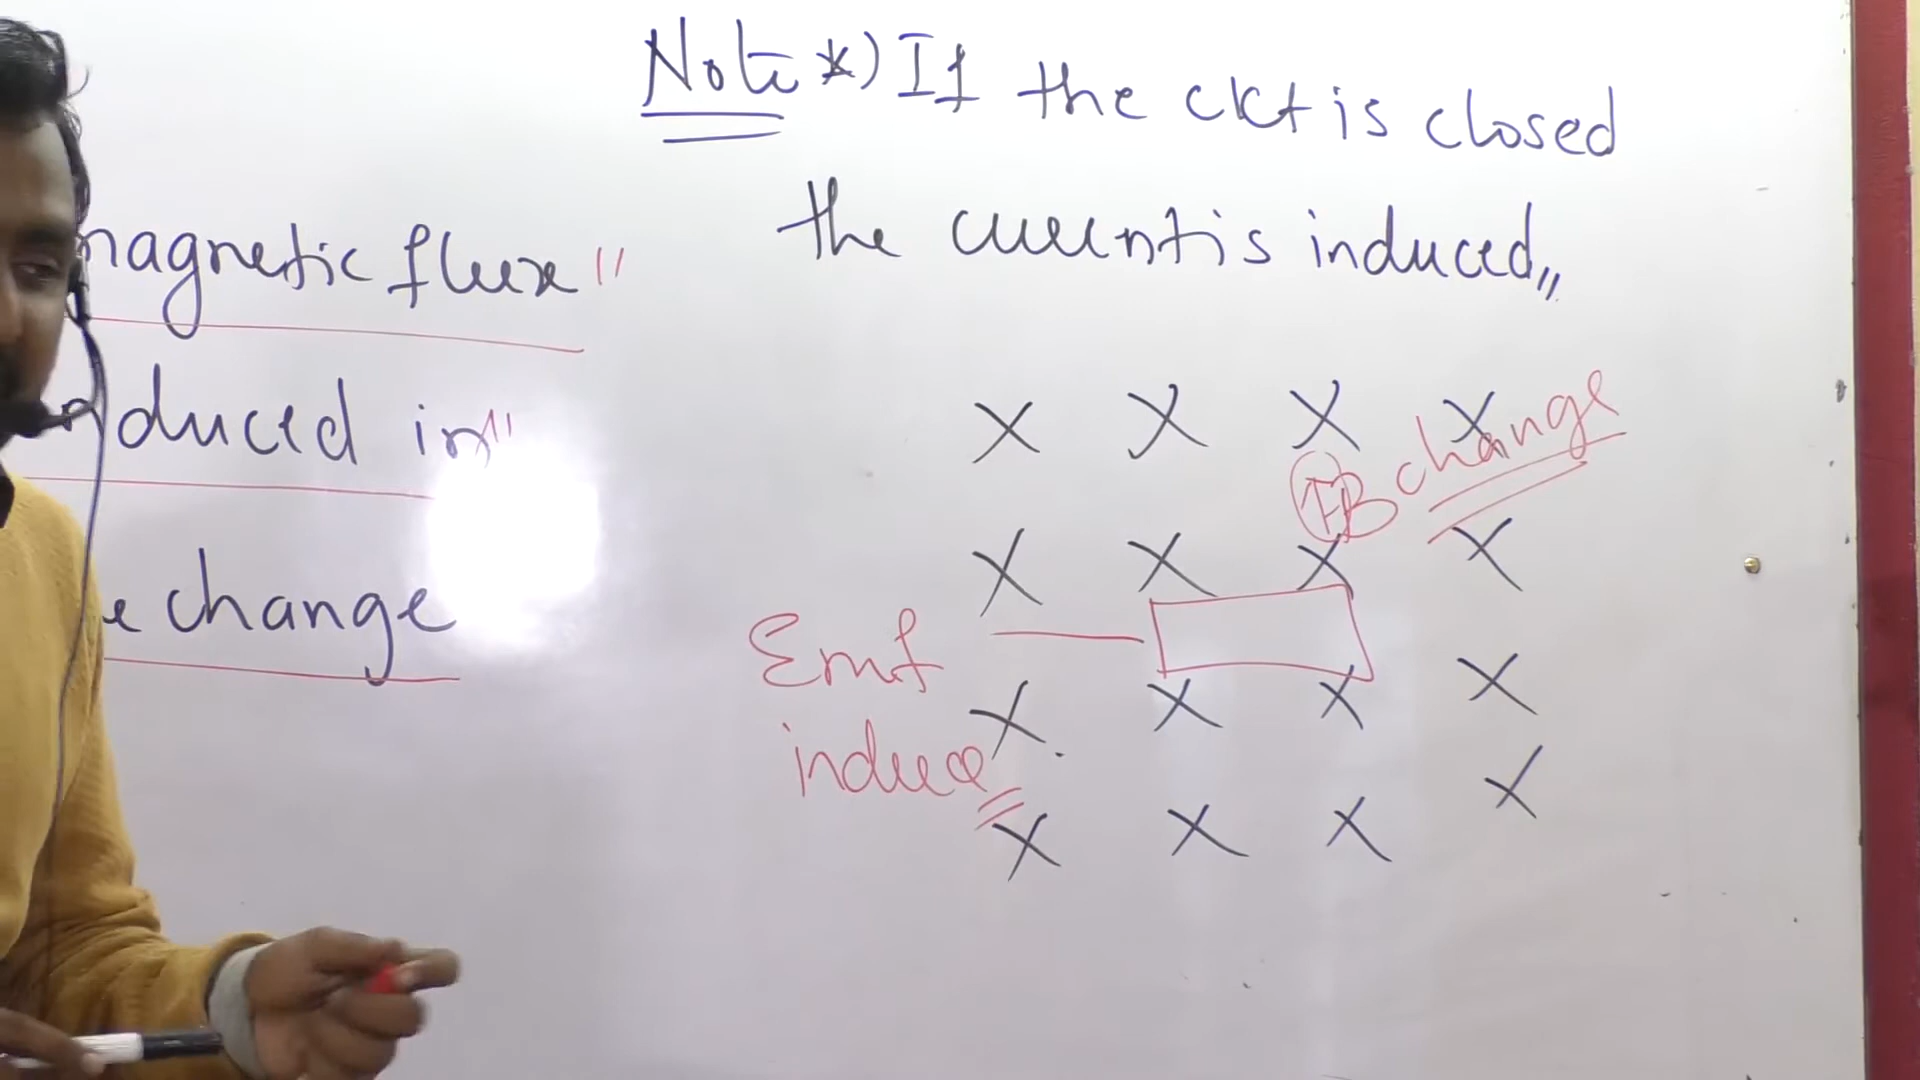 Note *) If the ckt is closed
the current is induced,,
magnetic flux "
duced in"
e change
X X X X
change
X X X X
Emf
X X X X
induce
X X X X